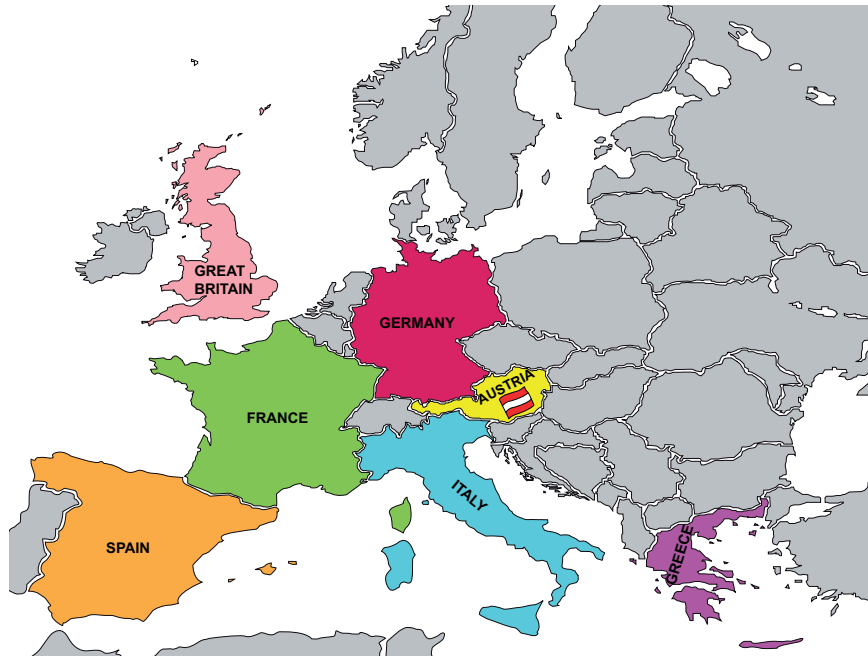 GREAT
BRITAIN
GERMANY
AUSTRIA
FRANCE
ITALY
SPAIN
GREECE